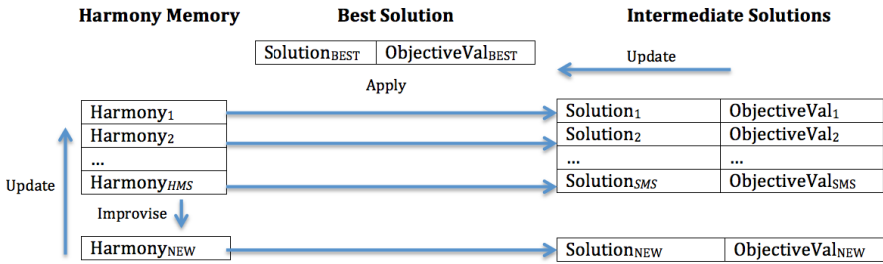 Harmony Memory Best Solution Intermediate Solutions
SolutionBEST ObjectiveValBEST
Update
Apply
Harmony1 Solution1 ObjectiveVal1
Harmony2 Solution2 ObjectiveVal2
... ... ...
Update
HarmonyHMS SolutionSMS ObjectiveValSMS
Improvise
HarmonyNEW SolutionNEW ObjectiveValNEW